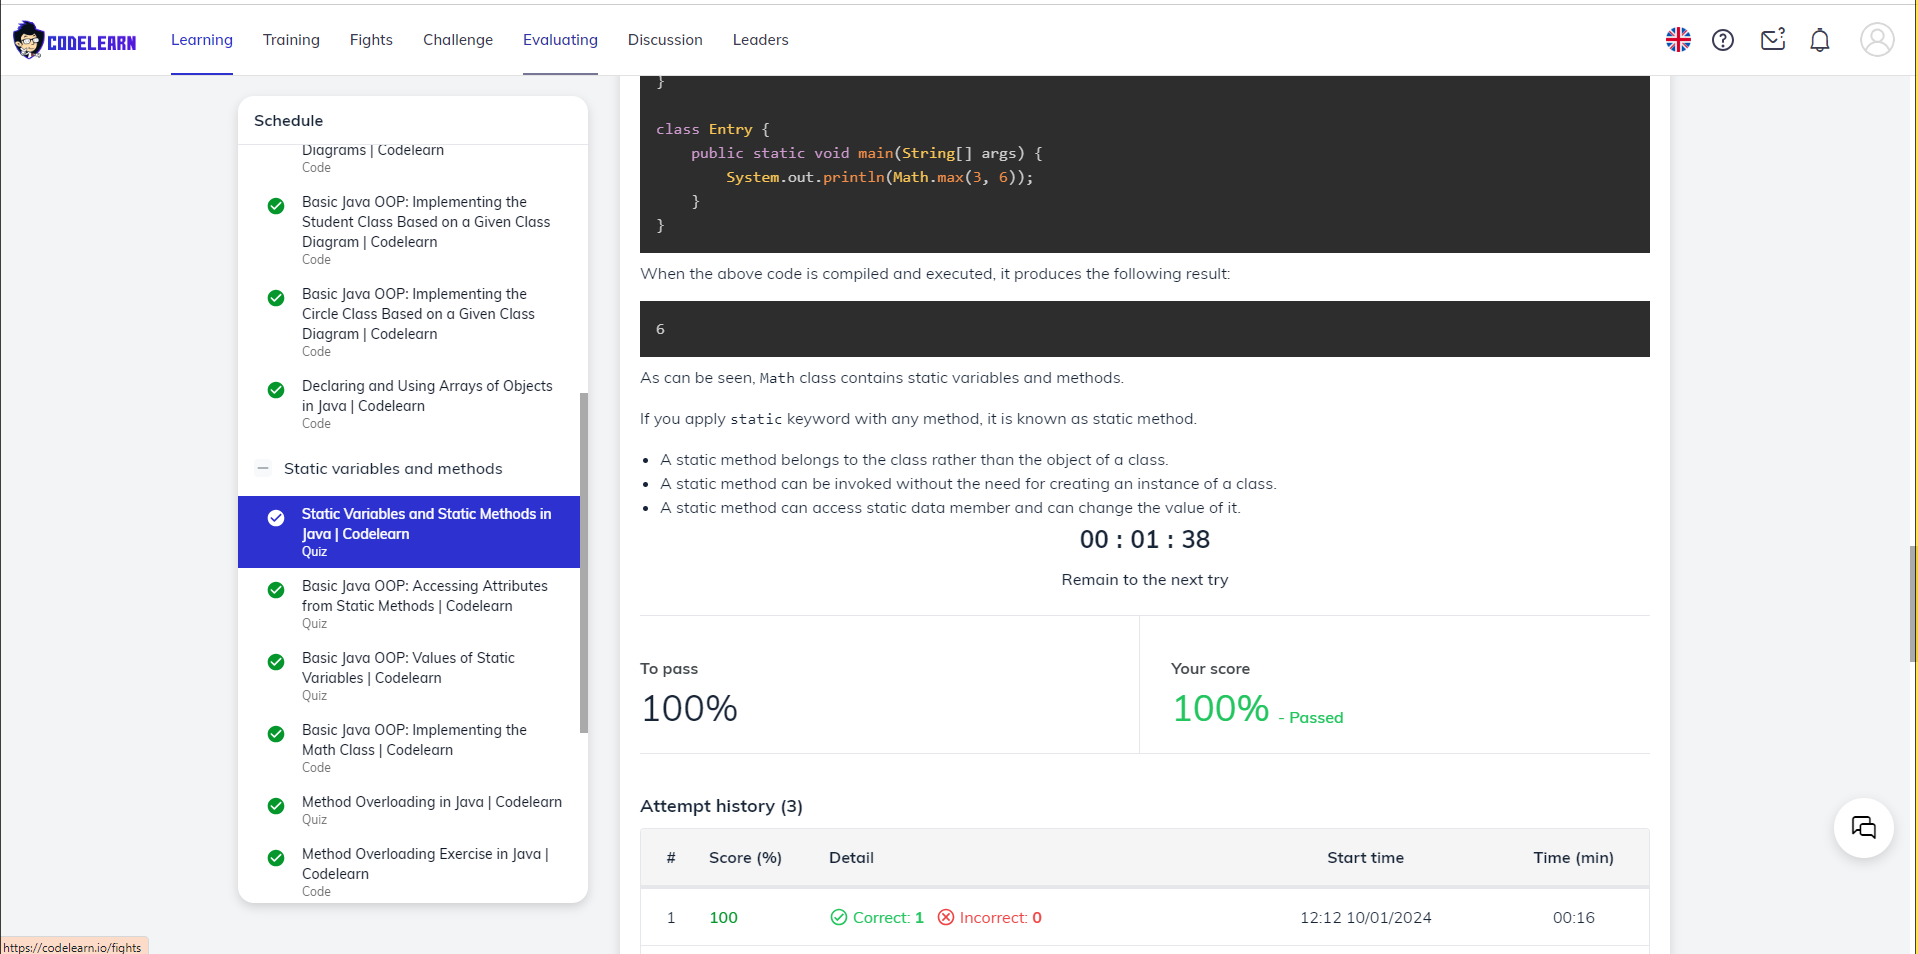 CODELEARN
Learning
Training
Fights
Challenge
Evaluating
Discussion
Leaders
Schedule
Diagrams | Codelearn
Code
Basic Java OOP: Implementing the
Student Class Based on a Given Class
Diagram | Codelearn
Code
Basic Java OOP: Implementing the
Circle Class Based on a Given Class
Diagram | Codelearn
Code
Declaring and Using Arrays of Objects
in Java | Codelearn
Code
Static variables and methods
Static Variables and Static Methods in
Java | Codelearn
Quiz
Basic Java OOP: Accessing Attributes
from Static Methods | Codelearn
Quiz
Basic Java OOP: Values of Static
Variables | Codelearn
Quiz
Basic Java OOP: Implementing the
Math Class | Codelearn
Code
Method Overloading in Java | Codelearn
Quiz
Method Overloading Exercise in Java |
Codelearn
Code
}
class Entry {
public static void main(String[] args) {
System.out.println(Math.max(3, 6));
}
}
When the above code is compiled and executed, it produces the following result:
6
As can be seen, Math class contains static variables and methods.
If you apply static keyword with any method, it is known as static method.
• A static method belongs to the class rather than the object of a class.
• A static method can be invoked without the need for creating an instance of a class.
• A static method can access static data member and can change the value of it.
00 : 01 : 38
Remain to the next try
To pass
100%
Your score
100% - Passed
Attempt history (3)
# Score (%) Detail Start time Time (min)
1 100 Correct: 1 Incorrect: 0 12:12 10/01/2024 00:16
https://codelearn.io/fights